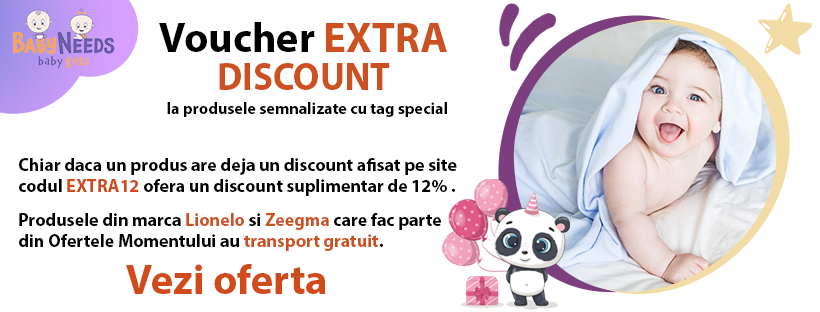 BABYNEEDS
baby gets
Voucher EXTRA
DISCOUNT
la produsele semnalizate cu tag special
Chiar daca un produs are deja un discount afisat pe site
codul EXTRA12 ofera un discount suplimentar de 12% .
Produsele din marca Lionelo si Zeegma care fac parte
din Ofertele Momentului au transport gratuit.
Vezi oferta